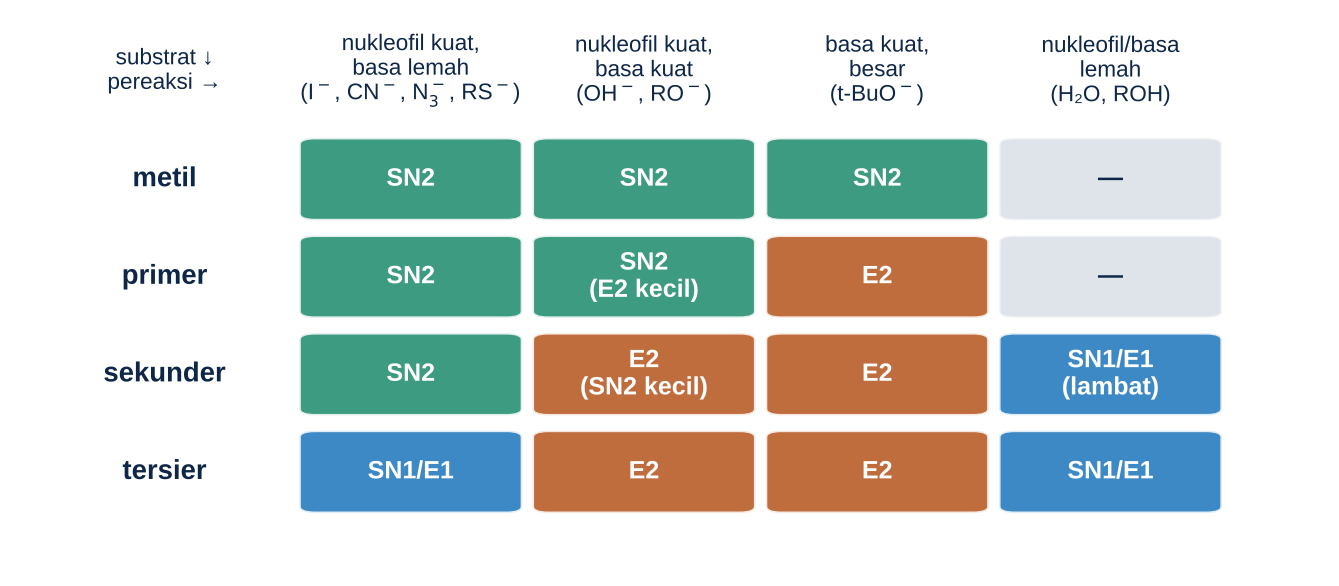 substrat ↓
pereaksi →
nukleofil kuat,
basa lemah
(I⁻, CN⁻, N₃⁻, RS⁻)
nukleofil kuat,
basa kuat
(OH⁻, RO⁻)
basa kuat,
besar
(t-BuO⁻)
nukleofil/basa
lemah
(H₂O, ROH)
metil
SN2
SN2
SN2
—
primer
SN2
SN2
(E2 kecil)
E2
—
sekunder
SN2
E2
(SN2 kecil)
E2
SN1/E1
(lambat)
tersier
SN1/E1
E2
E2
SN1/E1